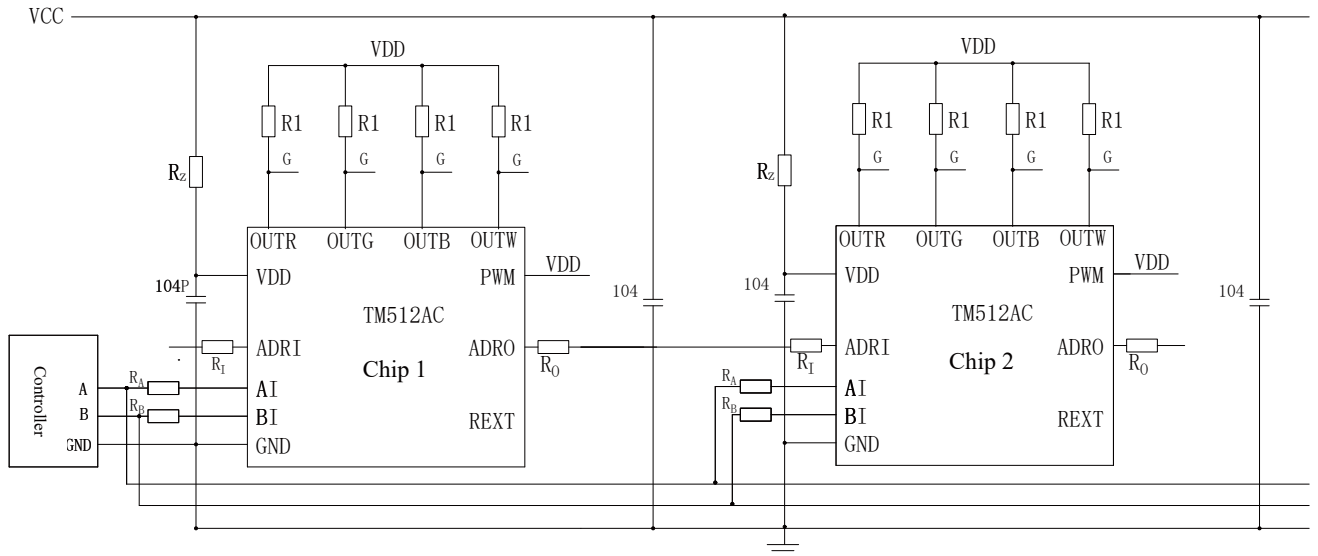 VCC
VDD
VDD
R1 R1 R1 R1
R1 R1 R1 R1
G G G G
G G G G
RZ
RZ
OUTR OUTG OUTB OUTW
OUTR OUTG OUTB OUTW
VDD PWM VDD
VDD PWM VDD
104P
104
104
104
TM512AC
TM512AC
ADRI ADRO
ADRI ADRO
RI
RO
RI
RO
Chip 1
Chip 2
Controller
A
B
GND
RA
RB
RA
RB
AI
BI REXT
GND
AI
BI REXT
GND